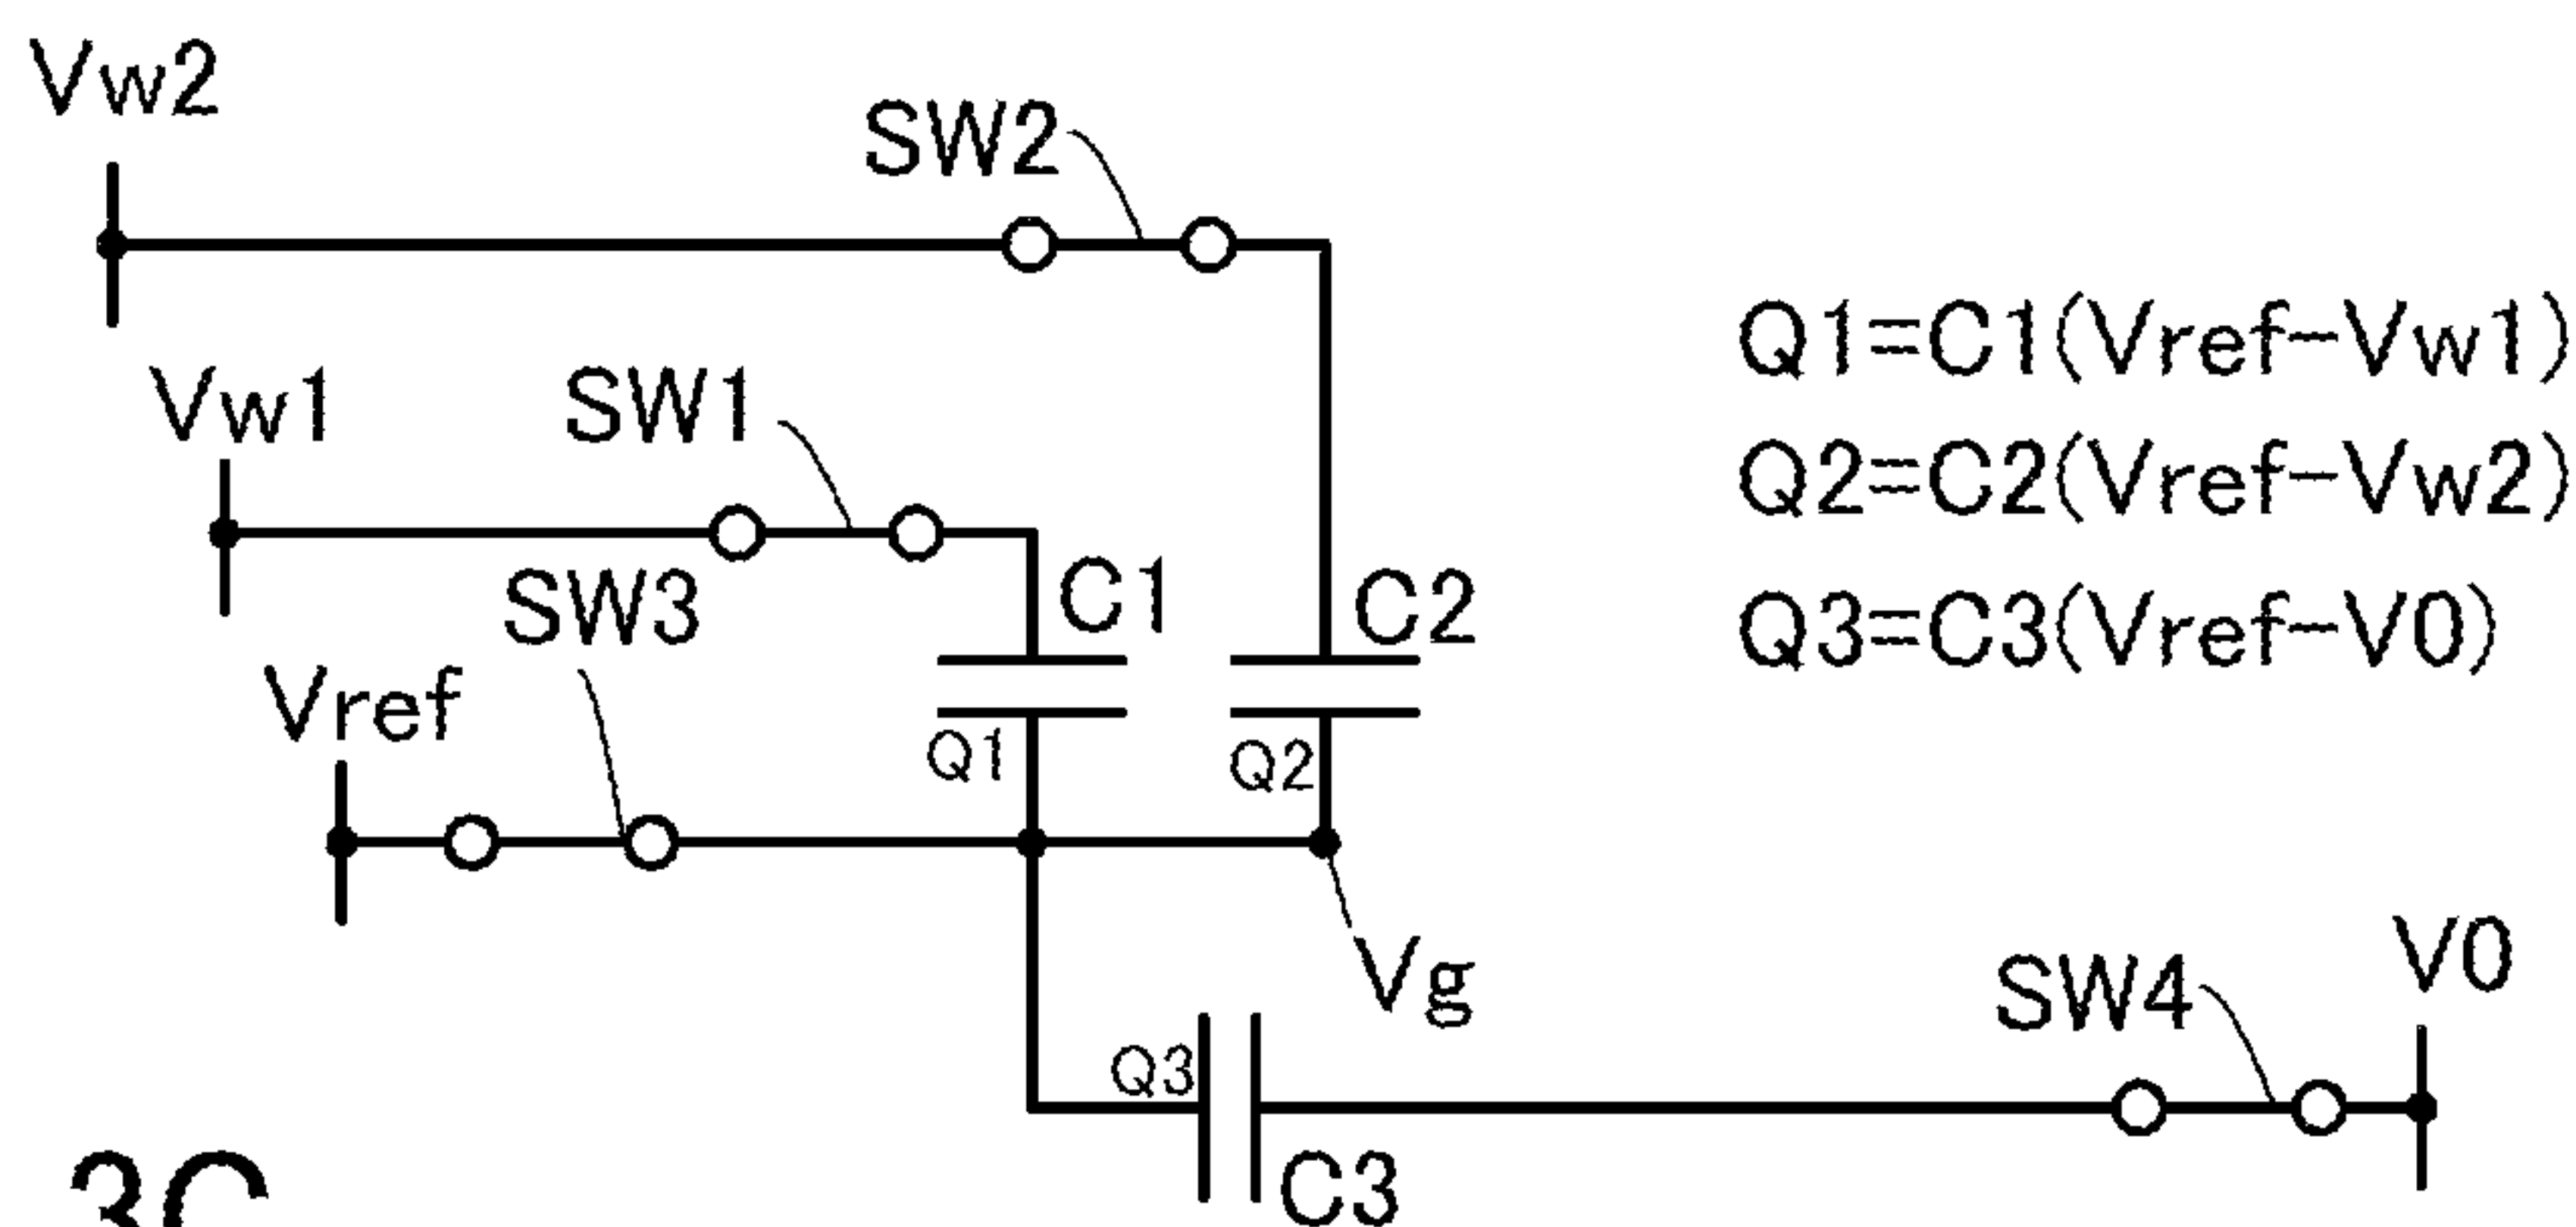 Vw2
SW2
Q1=C1(Vref-Vw1)
Vw1
SW1
Q2=C2(Vref-Vw2)
SW3
C1
C2
Q3=C3(Vref-V0)
Vref
Q1
Q2
Vg
SW4
V0
Q3
C3
3C